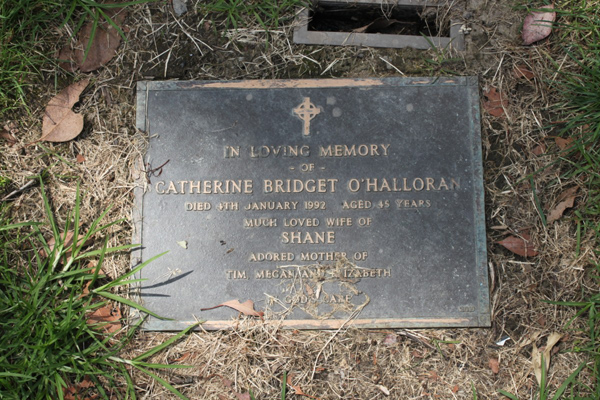 IN LOVING MEMORY
- OF -
CATHERINE BRIDGET O'HALLORAN
DIED 4TH JANUARY 1992 AGED 45 YEARS
MUCH LOVED WIFE OF
SHANE
ADORED MOTHER OF
TIM, MEGAN AND ELIZABETH
IN GOD'S CARE